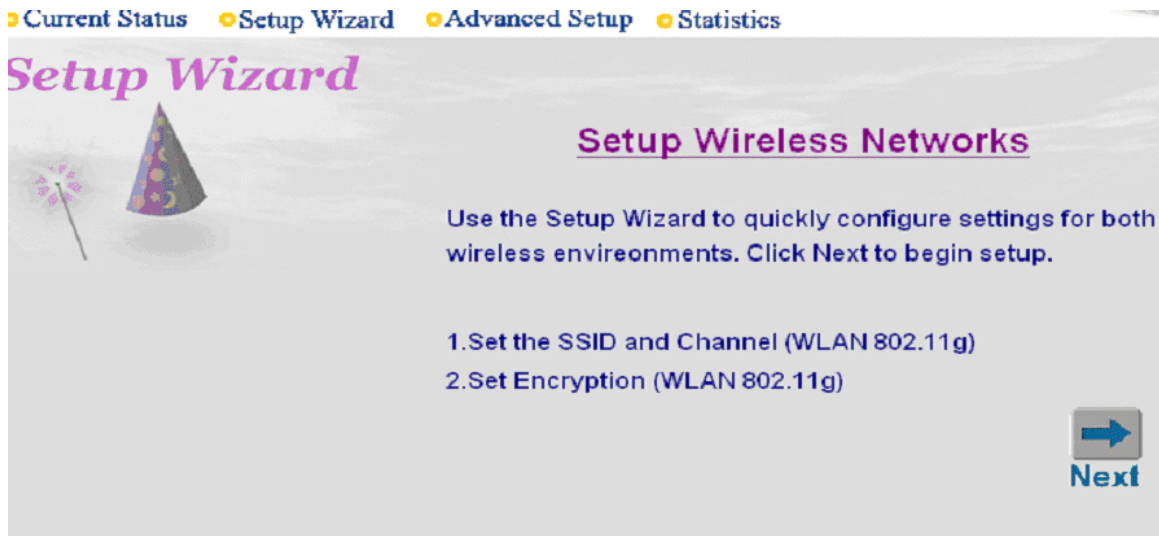 Current Status Setup Wizard Advanced Setup Statistics
Setup Wizard
Setup Wireless Networks
Use the Setup Wizard to quickly configure settings for both
wireless envireonments. Click Next to begin setup.
1.Set the SSID and Channel (WLAN 802.11g)
2.Set Encryption (WLAN 802.11g)
Next